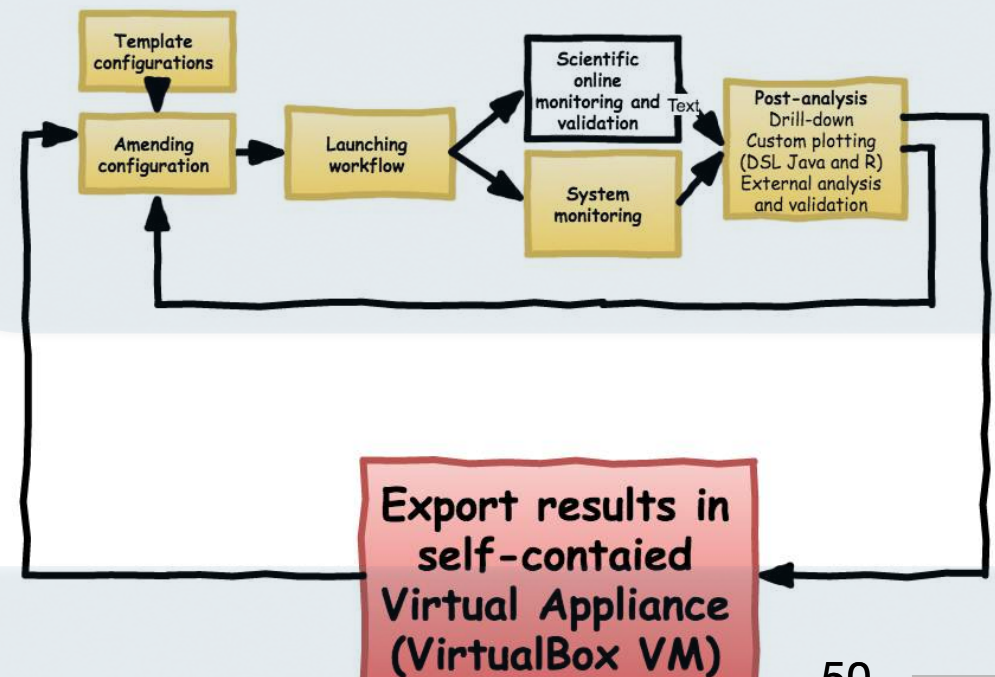 Template
configurations
Amending
configuration
Launching
workflow
Scientific
online
monitoring and
validation
Text
System
monitoring
Post-analysis
Drill-down
Custom plotting
(DSL Java and R)
External analysis
and validation
Export results in
self-contaied
Virtual Appliance
(VirtualBox VM)
50